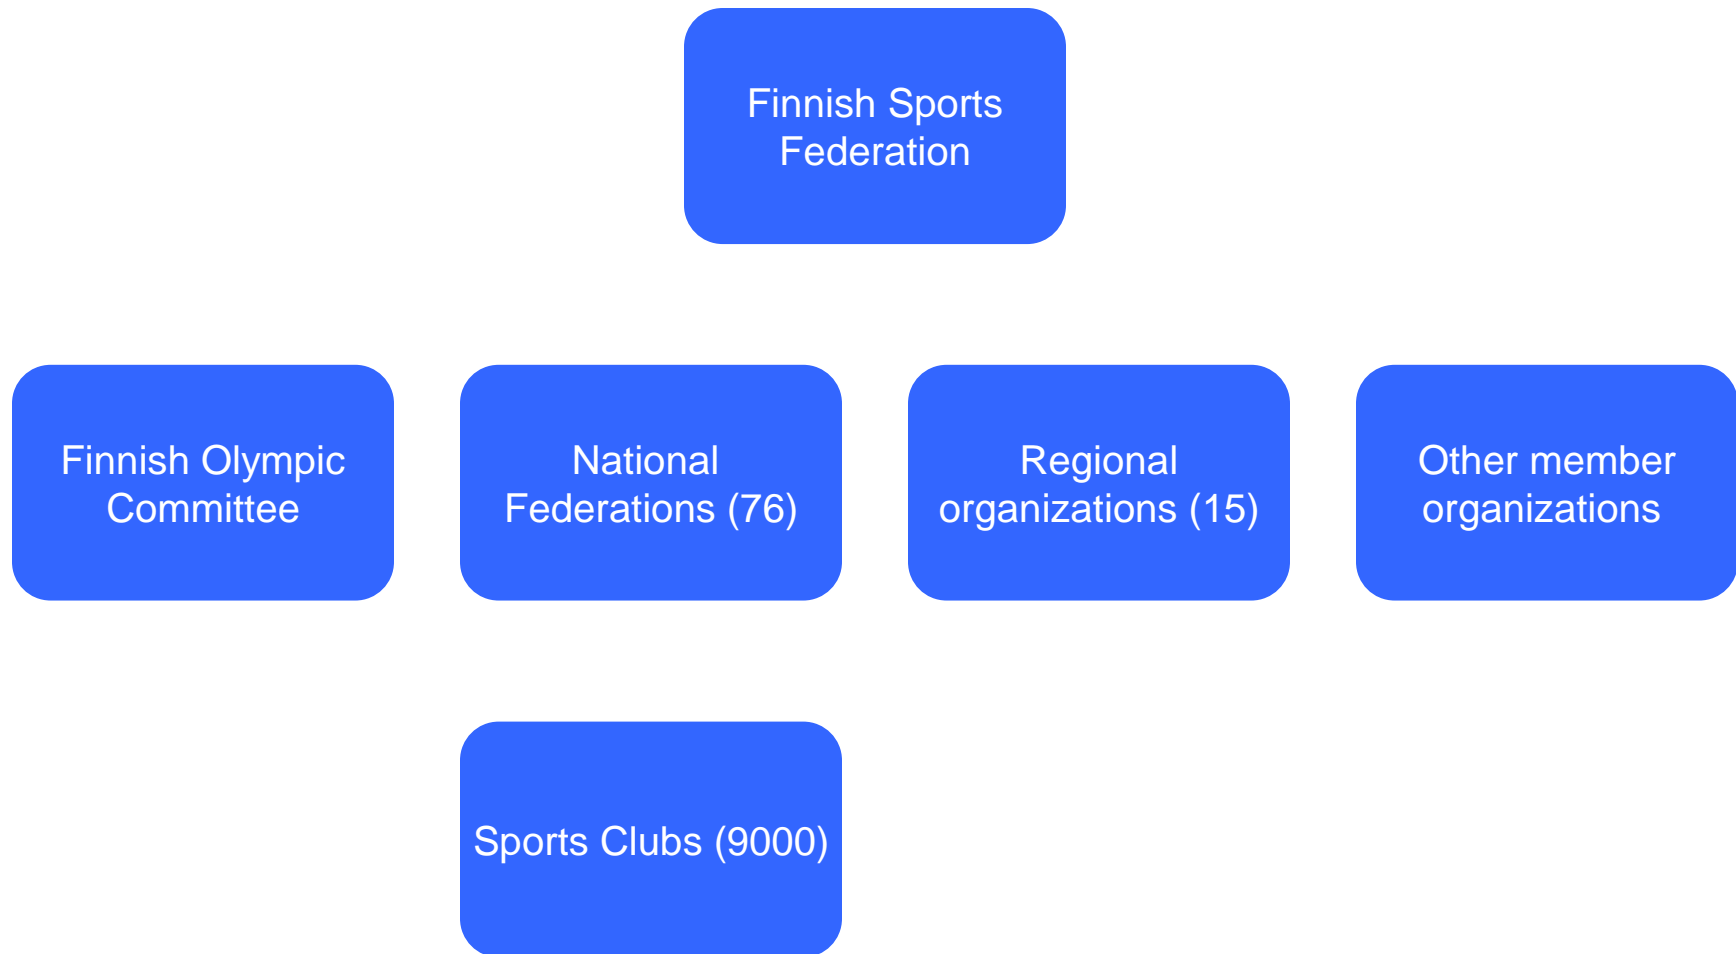 Finnish Sports
Federation
Finnish Olympic
Committee
National
Federations (76)
Regional
organizations (15)
Other member
organizations
Sports Clubs (9000)